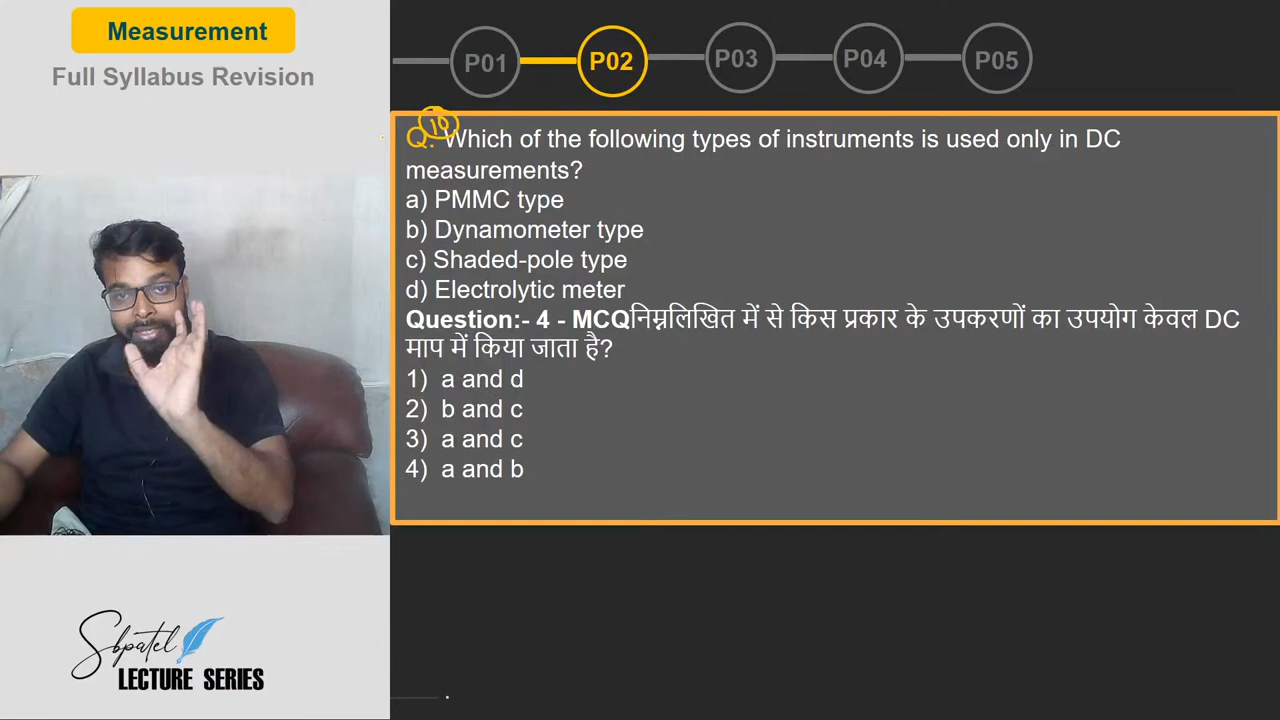 Measurement
Full Syllabus Revision
P01
P02
P03
P04
P05
10
Q. Which of the following types of instruments is used only in DC
measurements?
a) PMMC type
b) Dynamometer type
c) Shaded-pole type
d) Electrolytic meter
Question:- 4 - MCQनिम्नलिखित में से किस प्रकार के उपकरणों का उपयोग केवल DC
माप में किया जाता है?
1) a and d
2) b and c
3) a and c
4) a and b
Sbpatel
LECTURE SERIES